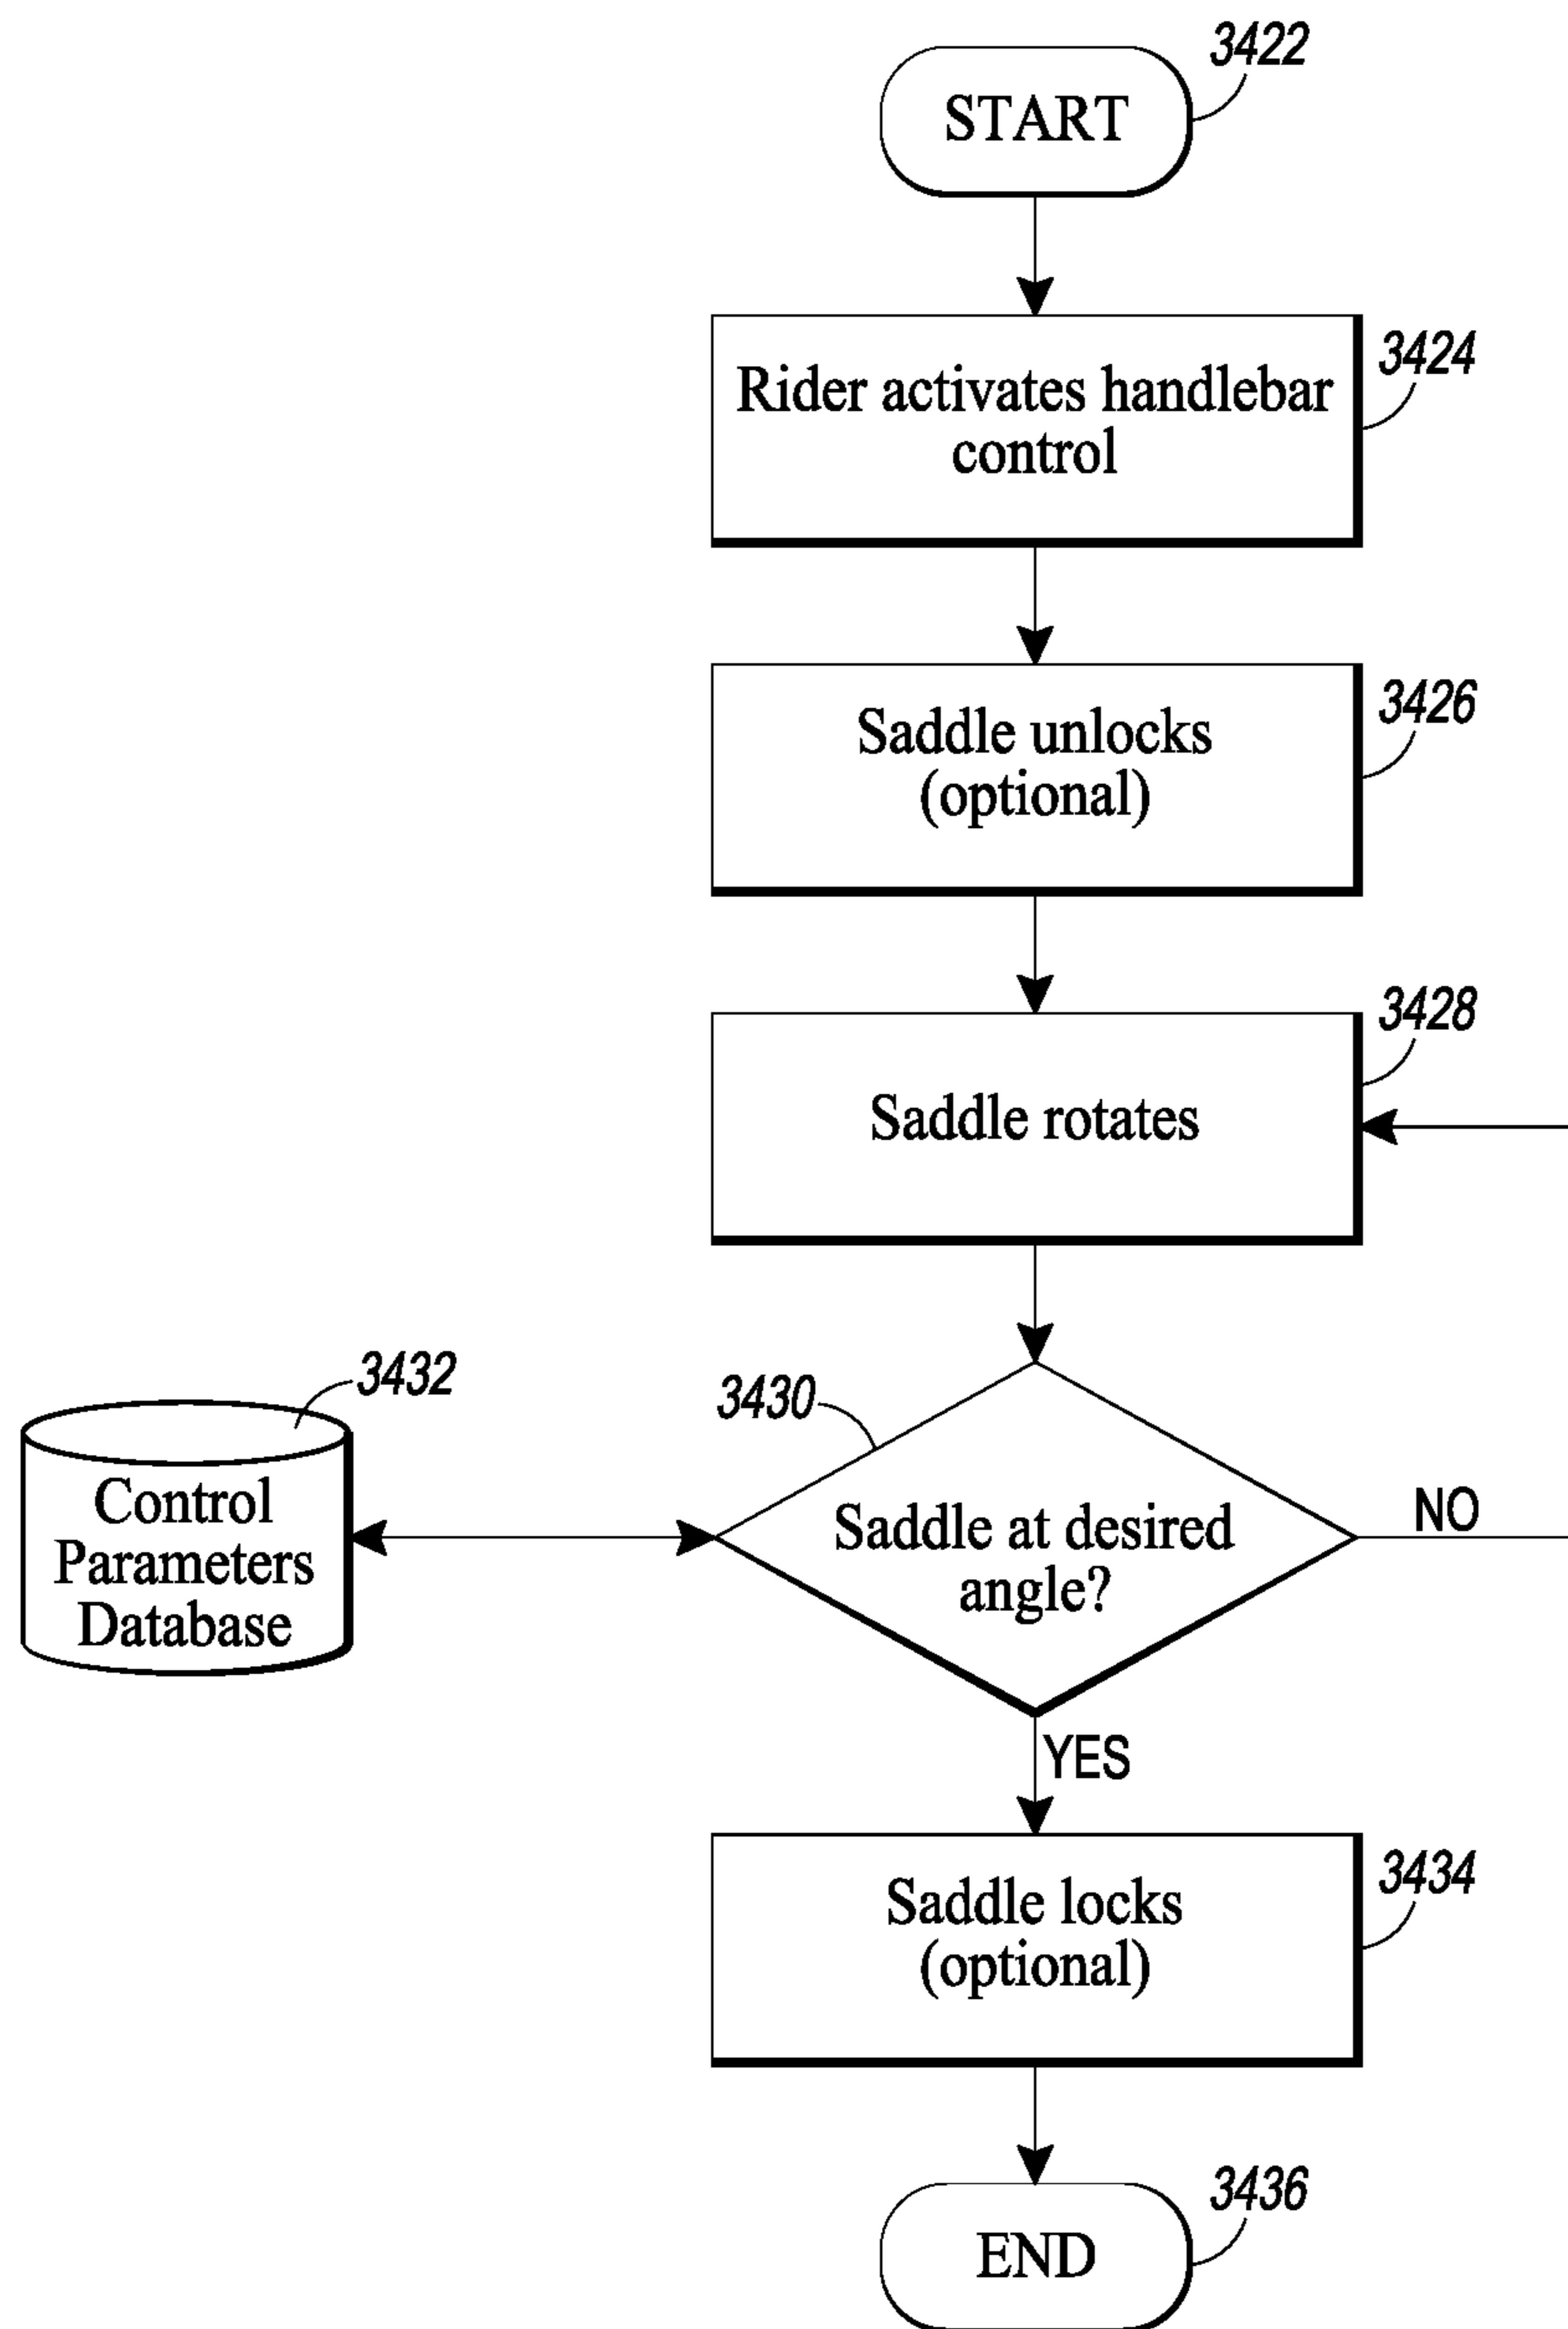 3422
START
3424
Rider activates handlebar
control
3426
Saddle unlocks
(optional)
3428
Saddle rotates
3432
Control
Parameters
Database
3430
Saddle at desired
angle?
NO
YES
3434
Saddle locks
(optional)
3436
END